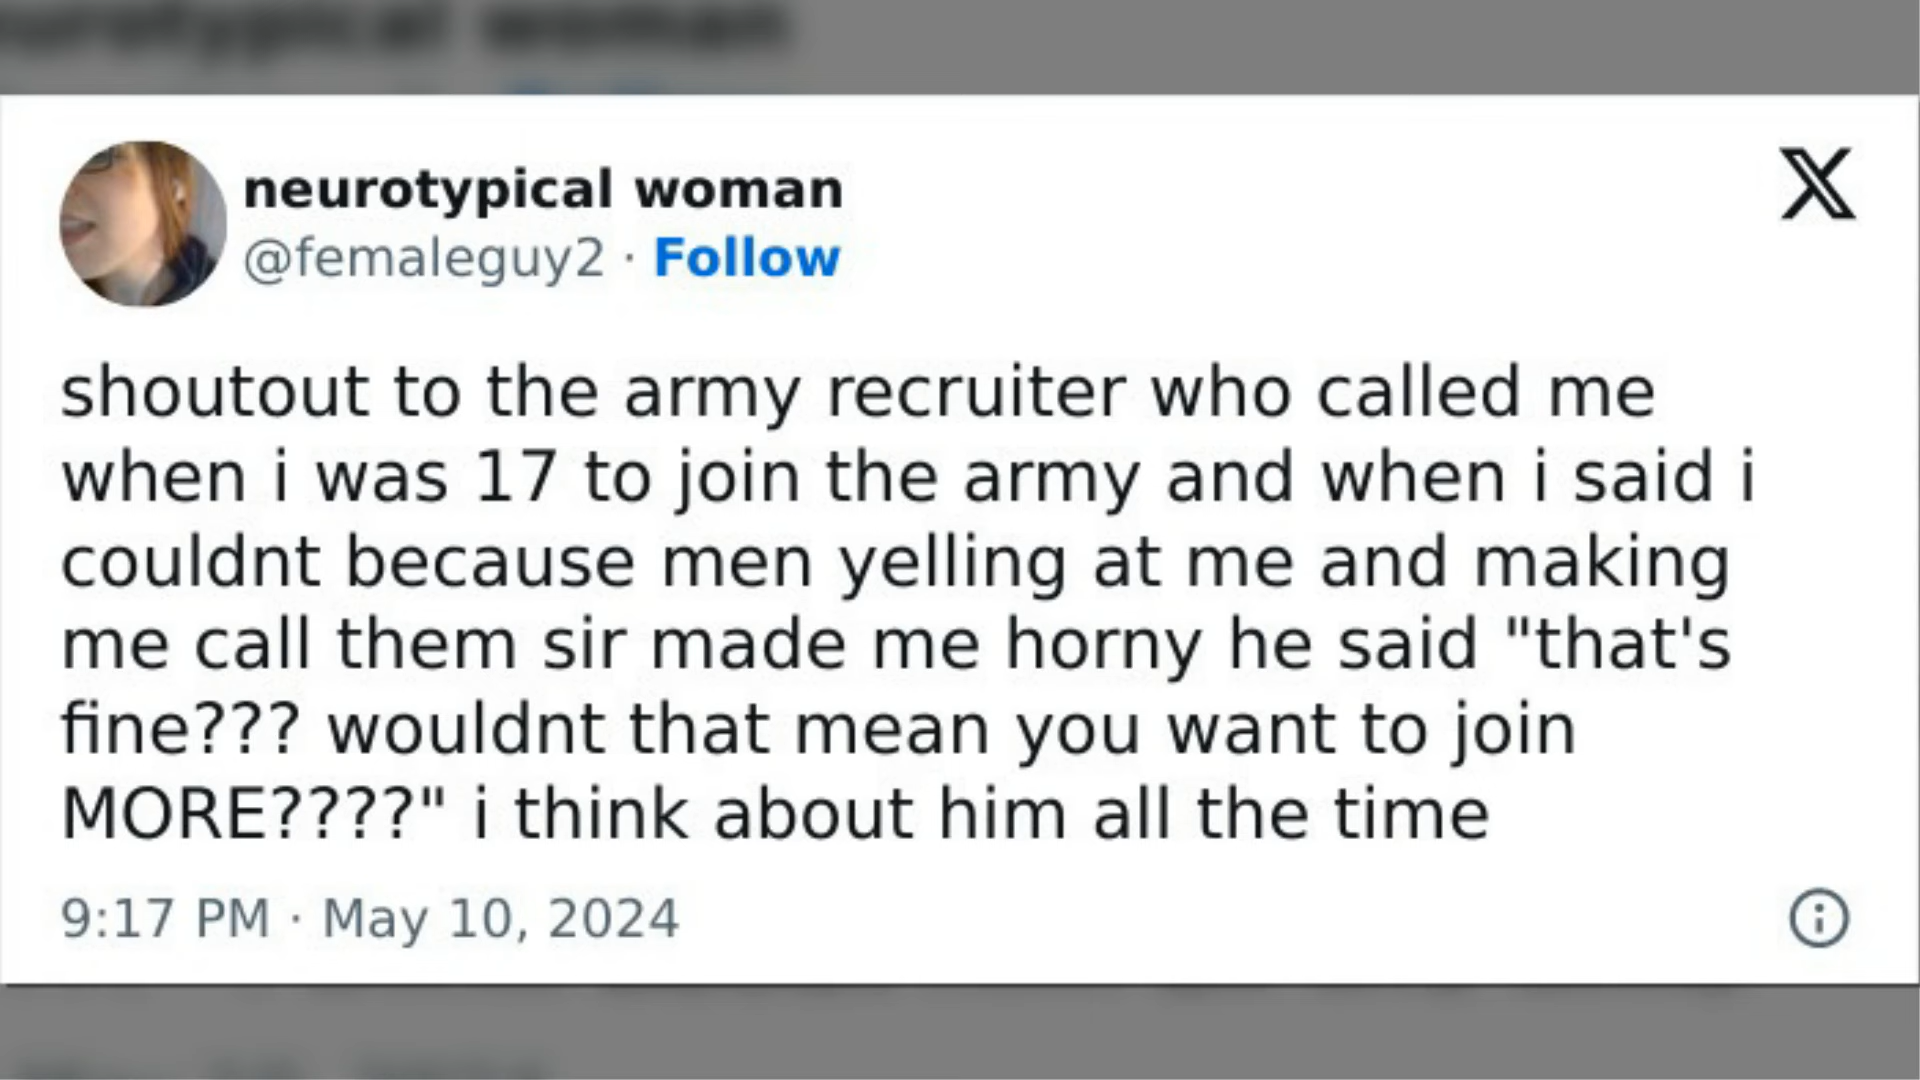 neurotypical woman
neurotypical woman
@femaleguy2 · Follow
shoutout to the army recruiter who called me
when i was 17 to join the army and when i said i
couldnt because men yelling at me and making
me call them sir made me horny he said "that's
fine??? wouldnt that mean you want to join
MORE????" i think about him all the time
9:17 PM · May 10, 2024